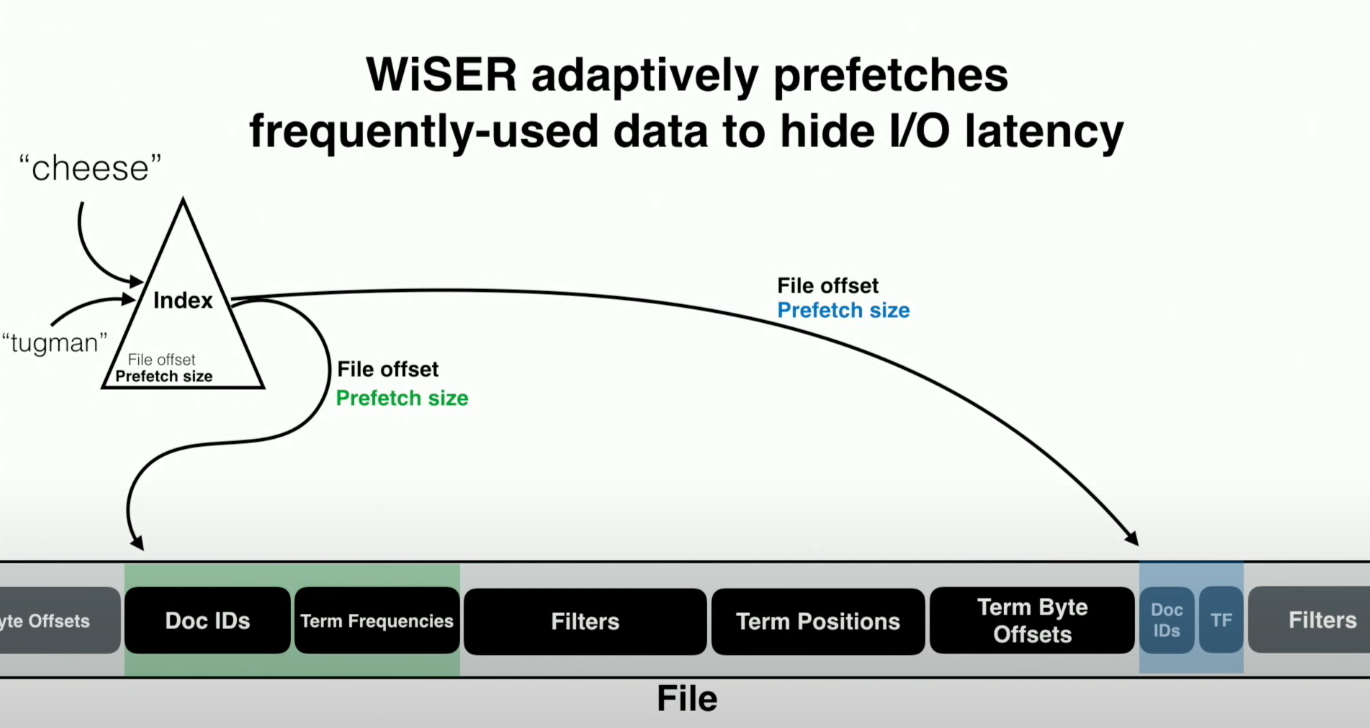 WiSER adaptively prefetches
frequently-used data to hide I/O latency
“cheese”
Index
“tugman”
File offset
Prefetch size
File offset
Prefetch size
File offset
Prefetch size
yte Offsets
Doc IDs
Term Frequencies
Filters
Term Positions
Term Byte
Offsets
Doc
IDs
TF
Filters
File